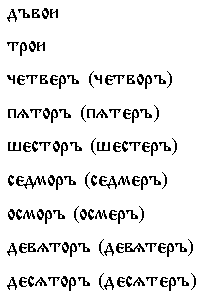 дъвои
трои
четверъ (четворъ)
пѧторъ (пѧтеръ)
шесторъ (шестеръ)
седморъ (седмеръ)
осморъ (осмеръ)
девѧторъ (девѧтеръ)
десѧторъ (десѧтеръ)